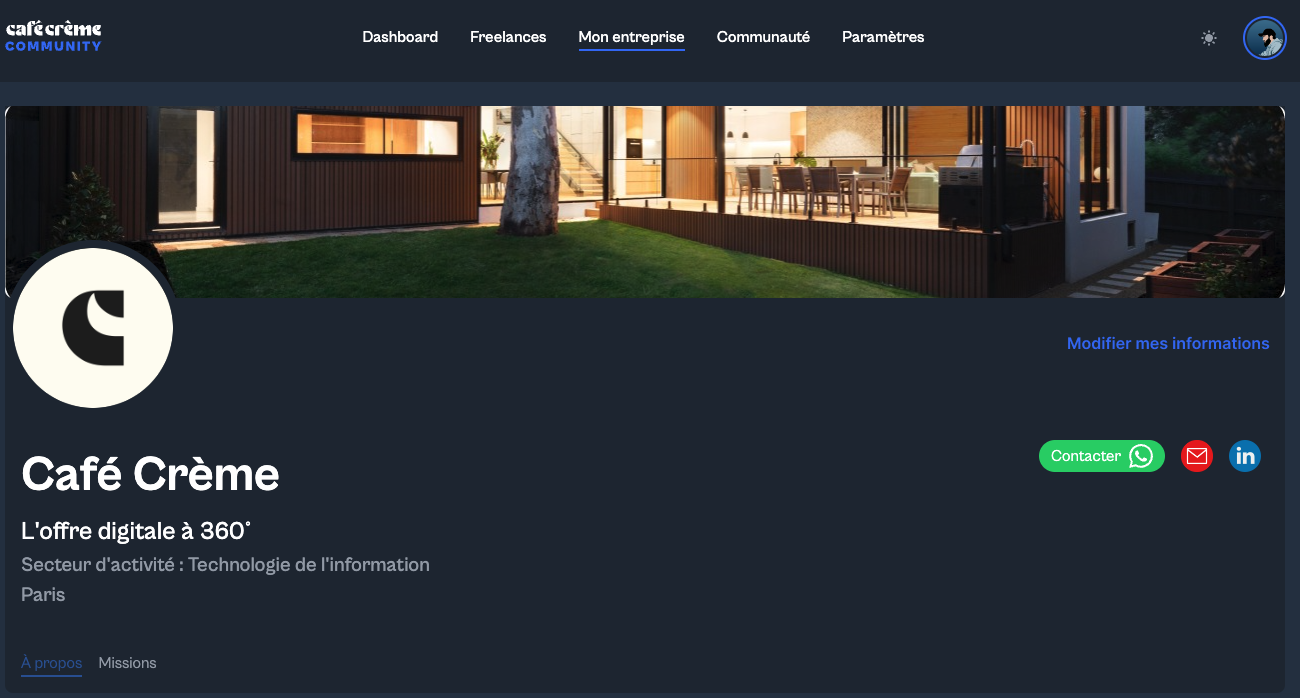 café crème
COMMUNITY
Dashboard Freelances Mon entreprise Communauté Paramètres
Modifier mes informations
Café Crème
Contacter
in
L'offre digitale à 360°
Secteur d'activité : Technologie de l'information
Paris
À propos Missions